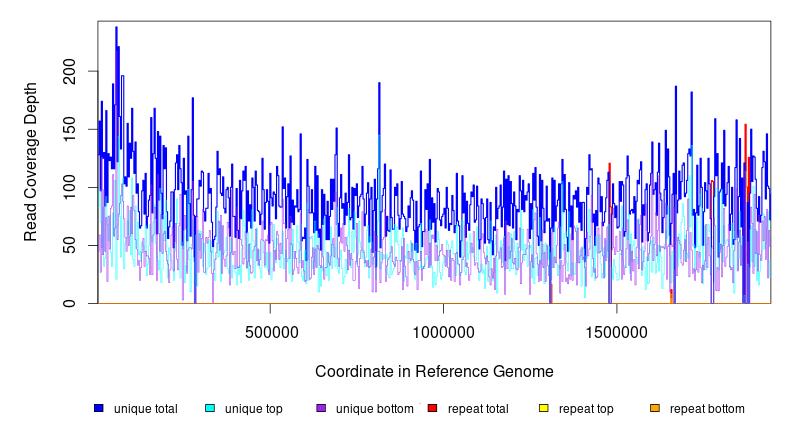 200
150
100
50
0
Read Coverage Depth
500000 1000000 1500000
Coordinate in Reference Genome
unique total unique top unique bottom repeat total repeat top repeat bottom